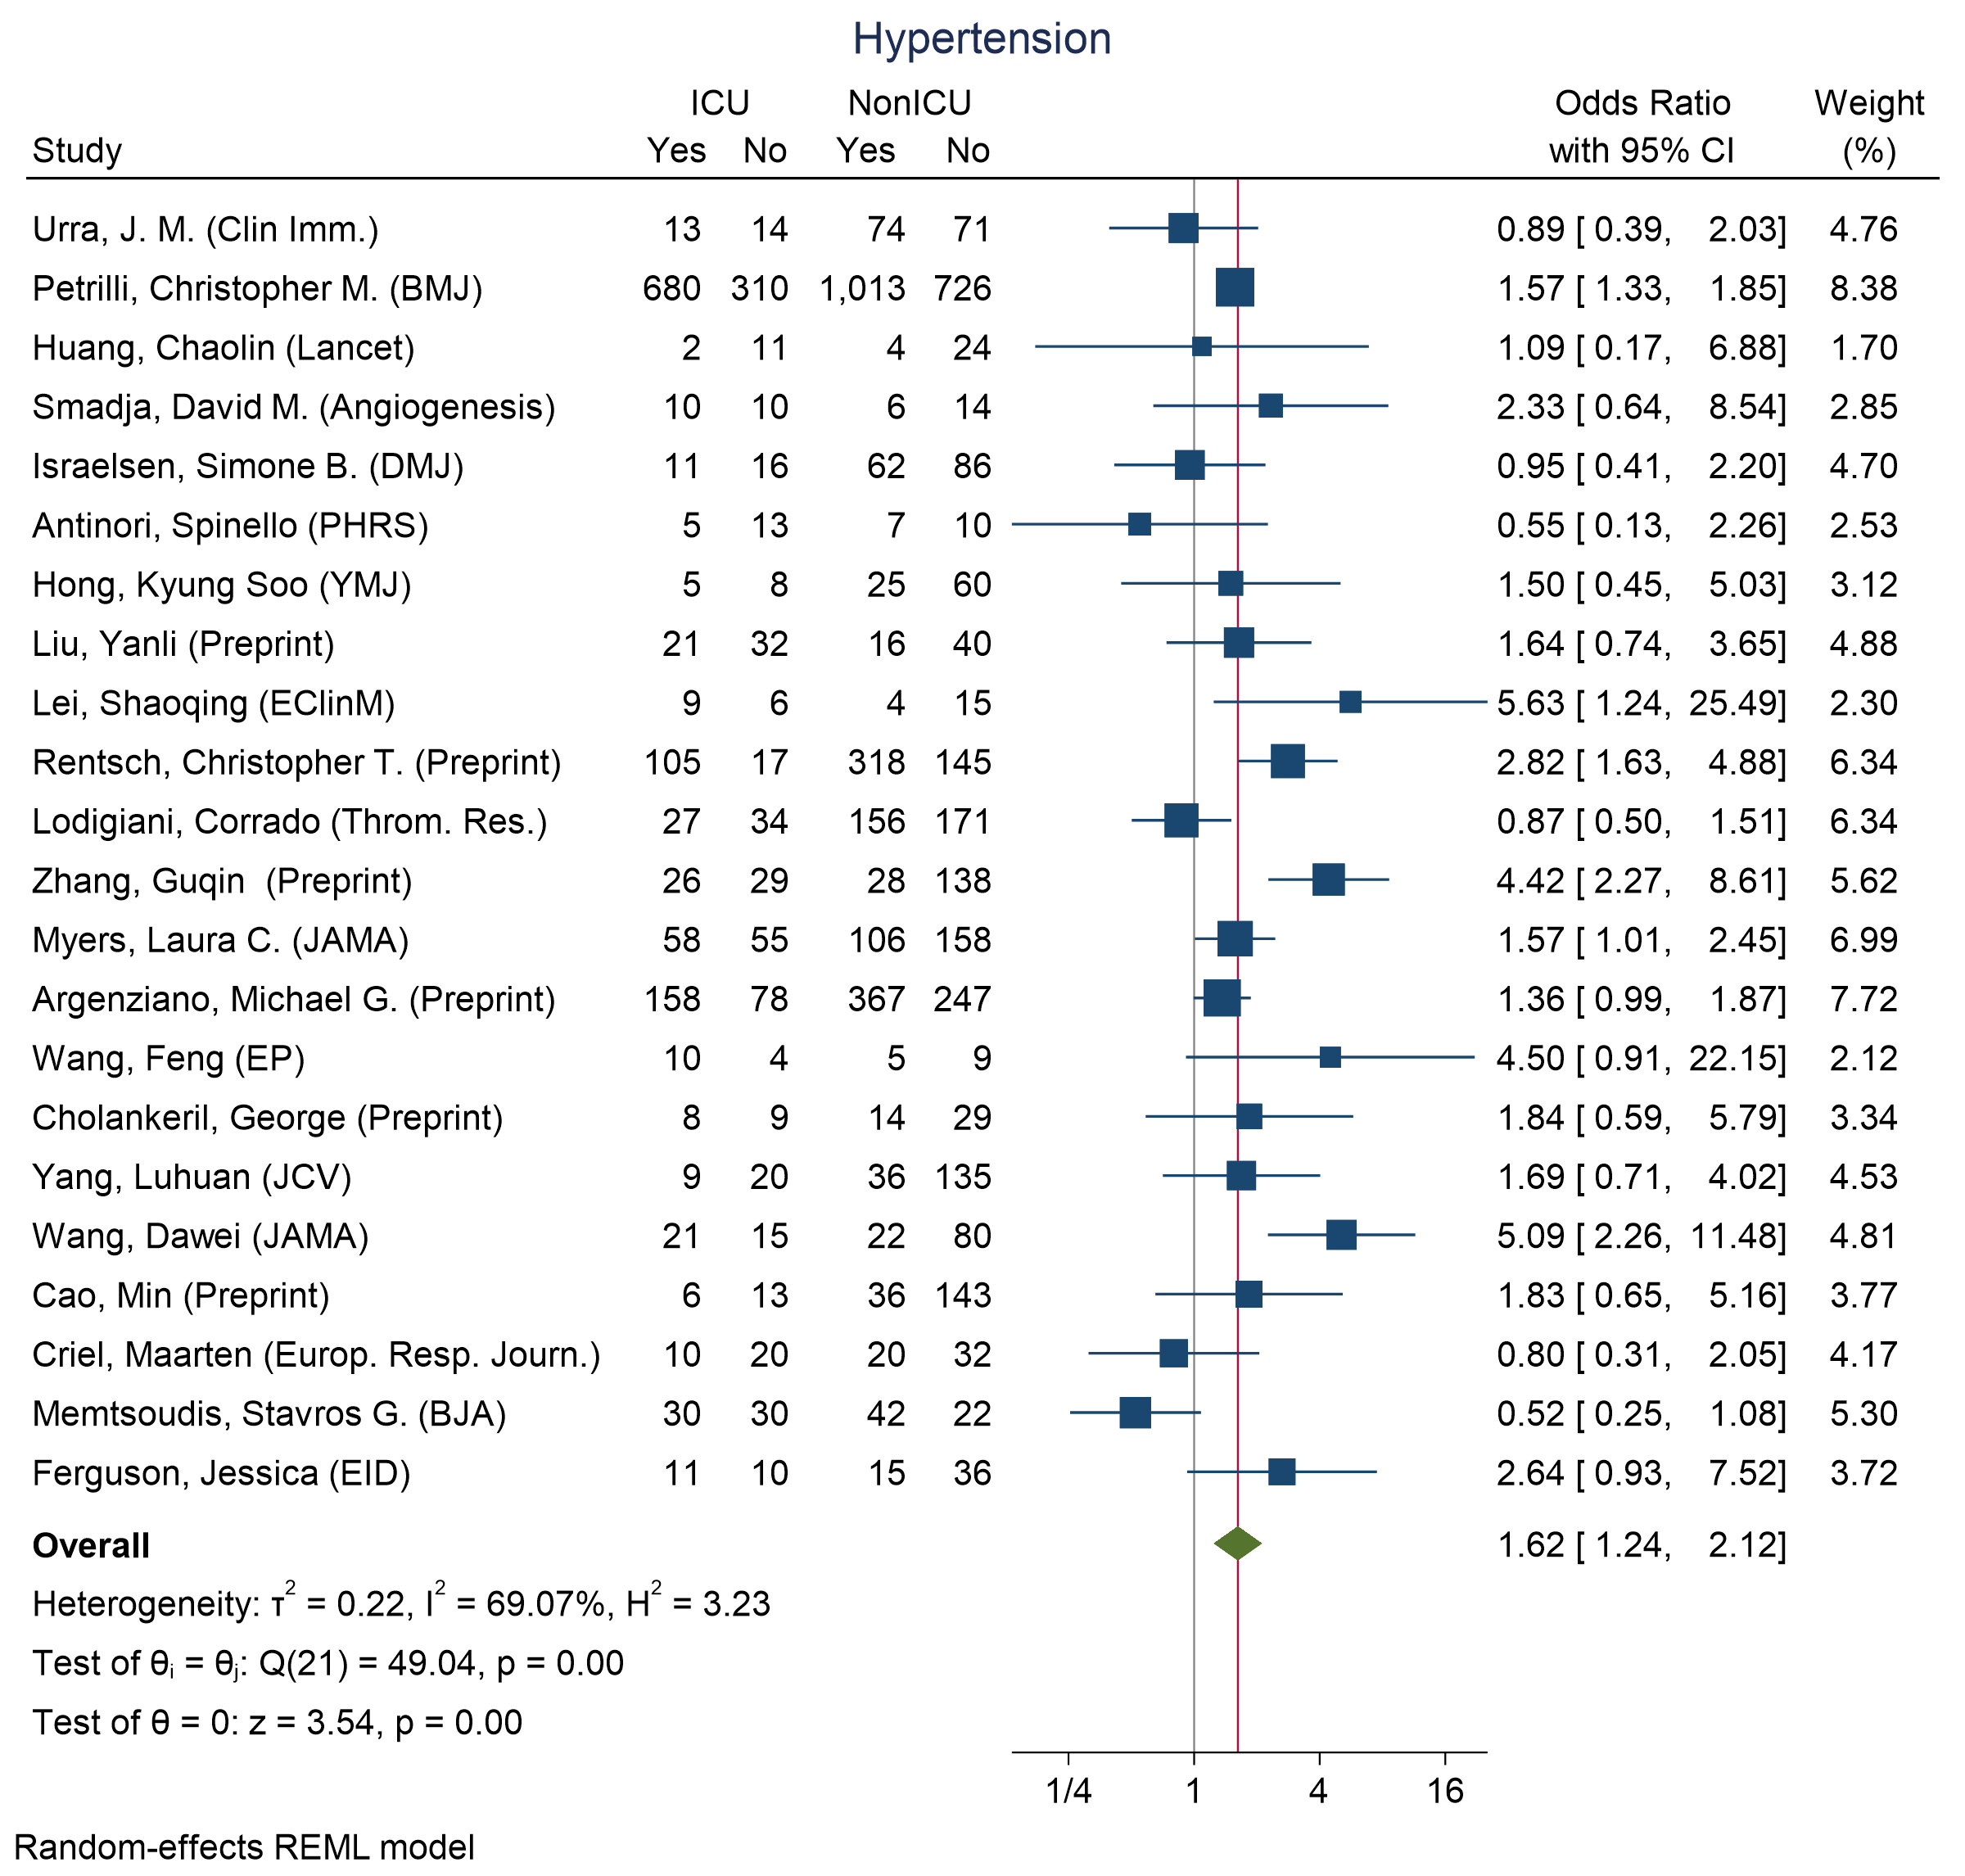 Hypertension
ICU NonICU Odds Ratio Weight
Study Yes No Yes No with 95% CI (%)
Urra, J. M. (Clin Imm.) 13 14 74 71 0.89 [ 0.39, 2.03] 4.76
Petrilli, Christopher M. (BMJ) 680 310 1,013 726 1.57 [ 1.33, 1.85] 8.38
Huang, Chaolin (Lancet) 2 11 4 24 1.09 [ 0.17, 6.88] 1.70
Smadja, David M. (Angiogenesis) 10 10 6 14 2.33 [ 0.64, 8.54] 2.85
Israelsen, Simone B. (DMJ) 11 16 62 86 0.95 [ 0.41, 2.20] 4.70
Antinori, Spinello (PHRS) 5 13 7 10 0.55 [ 0.13, 2.26] 2.53
Hong, Kyung Soo (YMJ) 5 8 25 60 1.50 [ 0.45, 5.03] 3.12
Liu, Yanli (Preprint) 21 32 16 40 1.64 [ 0.74, 3.65] 4.88
Lei, Shaoqing (EClinM) 9 6 4 15 5.63 [ 1.24, 25.49] 2.30
Rentsch, Christopher T. (Preprint) 105 17 318 145 2.82 [ 1.63, 4.88] 6.34
Lodigiani, Corrado (Throm. Res.) 27 34 156 171 0.87 [ 0.50, 1.51] 6.34
Zhang, Guqin (Preprint) 26 29 28 138 4.42 [ 2.27, 8.61] 5.62
Myers, Laura C. (JAMA) 58 55 106 158 1.57 [ 1.01, 2.45] 6.99
Argenziano, Michael G. (Preprint) 158 78 367 247 1.36 [ 0.99, 1.87] 7.72
Wang, Feng (EP) 10 4 5 9 4.50 [ 0.91, 22.15] 2.12
Cholankeril, George (Preprint) 8 9 14 29 1.84 [ 0.59, 5.79] 3.34
Yang, Luhuan (JCV) 9 20 36 135 1.69 [ 0.71, 4.02] 4.53
Wang, Dawei (JAMA) 21 15 22 80 5.09 [ 2.26, 11.48] 4.81
Cao, Min (Preprint) 6 13 36 143 1.83 [ 0.65, 5.16] 3.77
Criel, Maarten (Europ. Resp. Journ.) 10 20 20 32 0.80 [ 0.31, 2.05] 4.17
Memtsoudis, Stavros G. (BJA) 30 30 42 22 0.52 [ 0.25, 1.08] 5.30
Ferguson, Jessica (EID) 11 10 15 36 2.64 [ 0.93, 7.52] 3.72
Overall 1.62 [ 1.24, 2.12]
Heterogeneity: τ² = 0.22, I² = 69.07%, H² = 3.23
Test of θᵢ = θⱼ: Q(21) = 49.04, p = 0.00
Test of θ = 0: z = 3.54, p = 0.00
1/4 1 4 16
Random-effects REML model